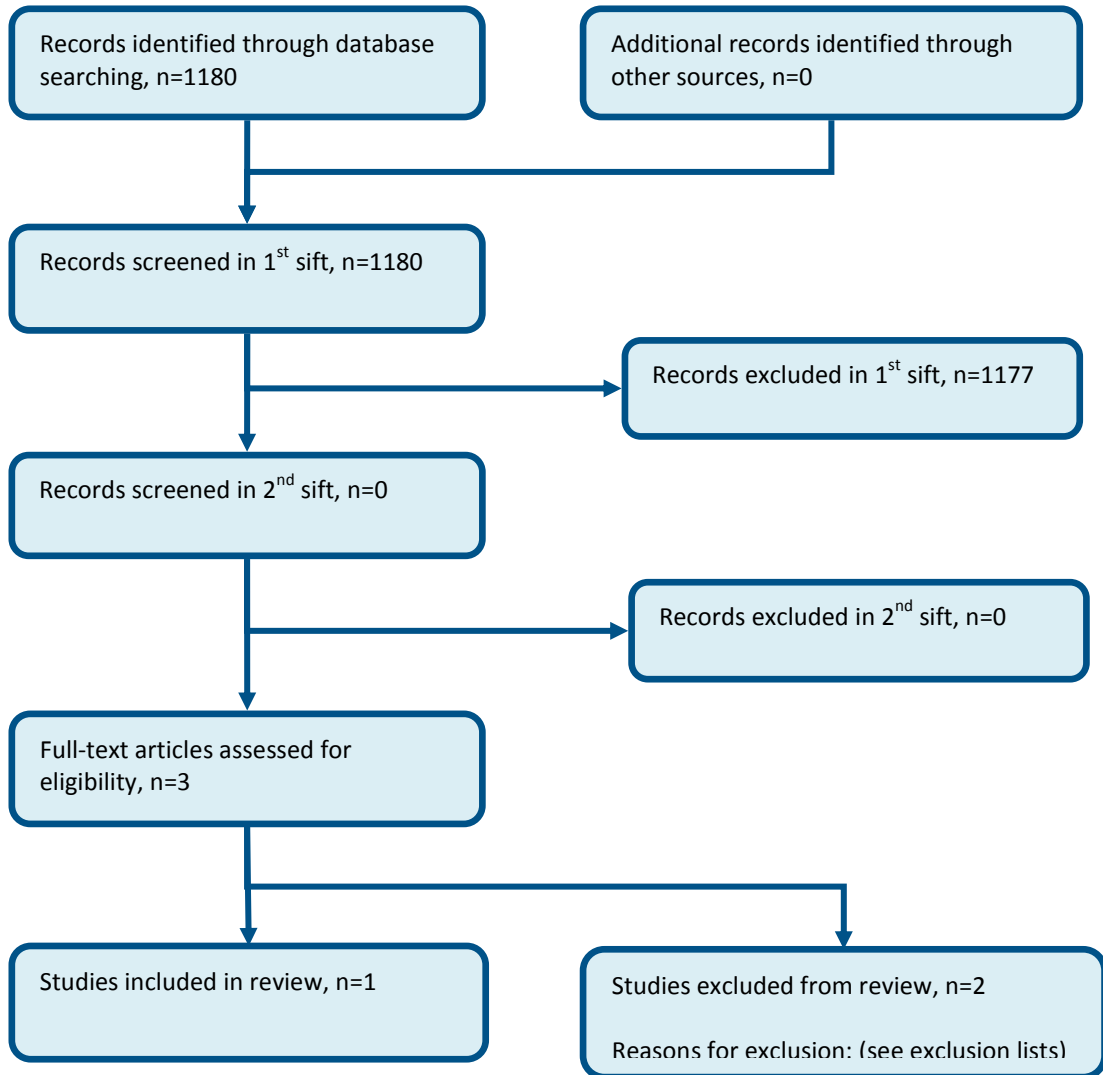 Records identified through database
searching, n=1180
Additional records identified through
other sources, n=0
Records screened in 1st sift, n=1180
Records excluded in 1st sift, n=1177
Records screened in 2nd sift, n=0
Records excluded in 2nd sift, n=0
Full-text articles assessed for
eligibility, n=3
Studies included in review, n=1
Studies excluded from review, n=2
Reasons for exclusion: (see exclusion lists)